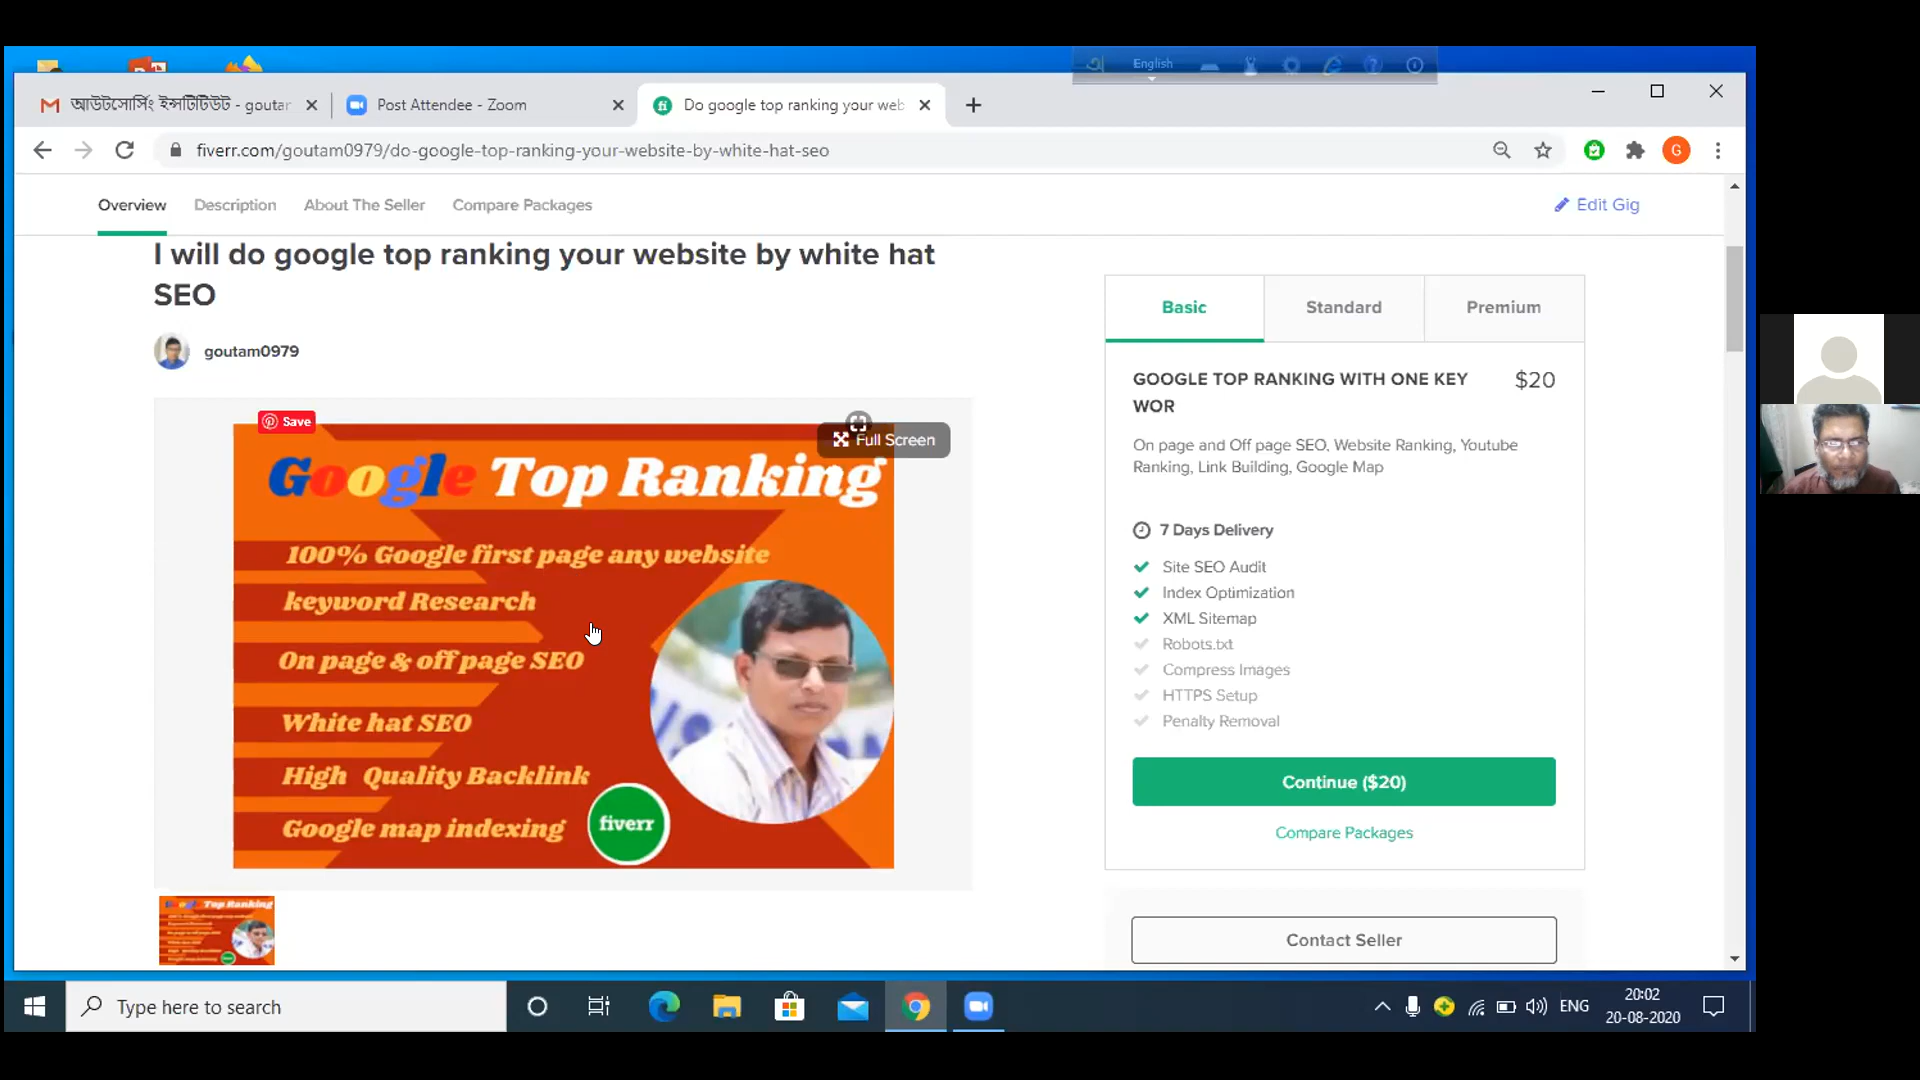 English
আউটসোর্সিং ইন্সটিটিউট - goutar
Post Attendee - Zoom
Do google top ranking your web
fiverr.com/goutam0979/do-google-top-ranking-your-website-by-white-hat-seo
G
Overview
Description
About The Seller
Compare Packages
Edit Gig
I will do google top ranking your website by white hat
SEO
goutam0979
Save
Full Screen
Google Top Ranking
100% Google first page any website
keyword Research
On page & off page SEO
White hat SEO
High Quality Backlink
Google map indexing
fiverr
Basic
Standard
Premium
GOOGLE TOP RANKING WITH ONE KEY
WOR
$20
On page and Off page SEO, Website Ranking, Youtube
Ranking, Link Building, Google Map
7 Days Delivery
Site SEO Audit
Index Optimization
XML Sitemap
Robots.txt
Compress Images
HTTPS Setup
Penalty Removal
Continue ($20)
Compare Packages
Contact Seller
Top Ranking
Type here to search
ENG
20:02
20-08-2020